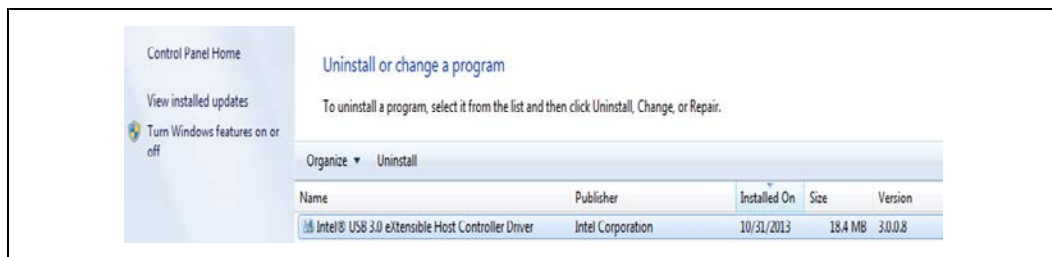 Control Panel Home
Uninstall or change a program
View installed updates
To uninstall a program, select it from the list and then click Uninstall, Change, or Repair.
Turn Windows features on or
off
Organize Uninstall
Name Publisher Installed On Size Version
Intel® USB 3.0 eXtensible Host Controller Driver Intel Corporation 10/31/2013 18.4 MB 3.0.0.8